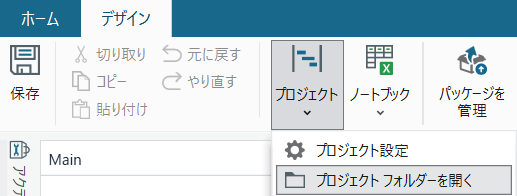 ホーム
デザイン
保存
切り取り
コピー
貼り付け
元に戻す
やり直す
プロジェクト
ノートブック
パッケージを
管理
アクテ
Main
プロジェクト設定
プロジェクト フォルダーを開く